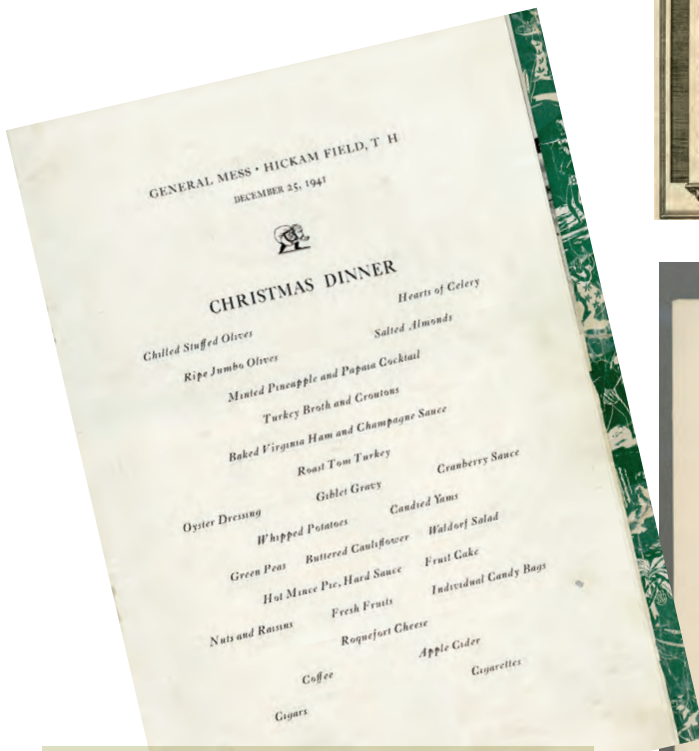 GENERAL MESS • HICKAM FIELD, T H
DECEMBER 25, 1941
CHRISTMAS DINNER
Chilled Stuffed Olives Hearts of Celery
Ripe Jumbo Olives Salted Almonds
Minted Pineapple and Papaia Cocktail
Turkey Broth and Croutons
Baked Virginia Ham and Champagne Sauce
Roast Tom Turkey
Oyster Dressing Giblet Gravy Cranberry Sauce
Whipped Potatoes Candied Yams
Green Peas Buttered Cauliflower Waldorf Salad
Hot Mince Pie, Hard Sauce Fruit Cake
Nuts and Raisins Fresh Fruits Individual Candy Bags
Roquefort Cheese
Coffee Apple Cider
Cigars Cigarettes